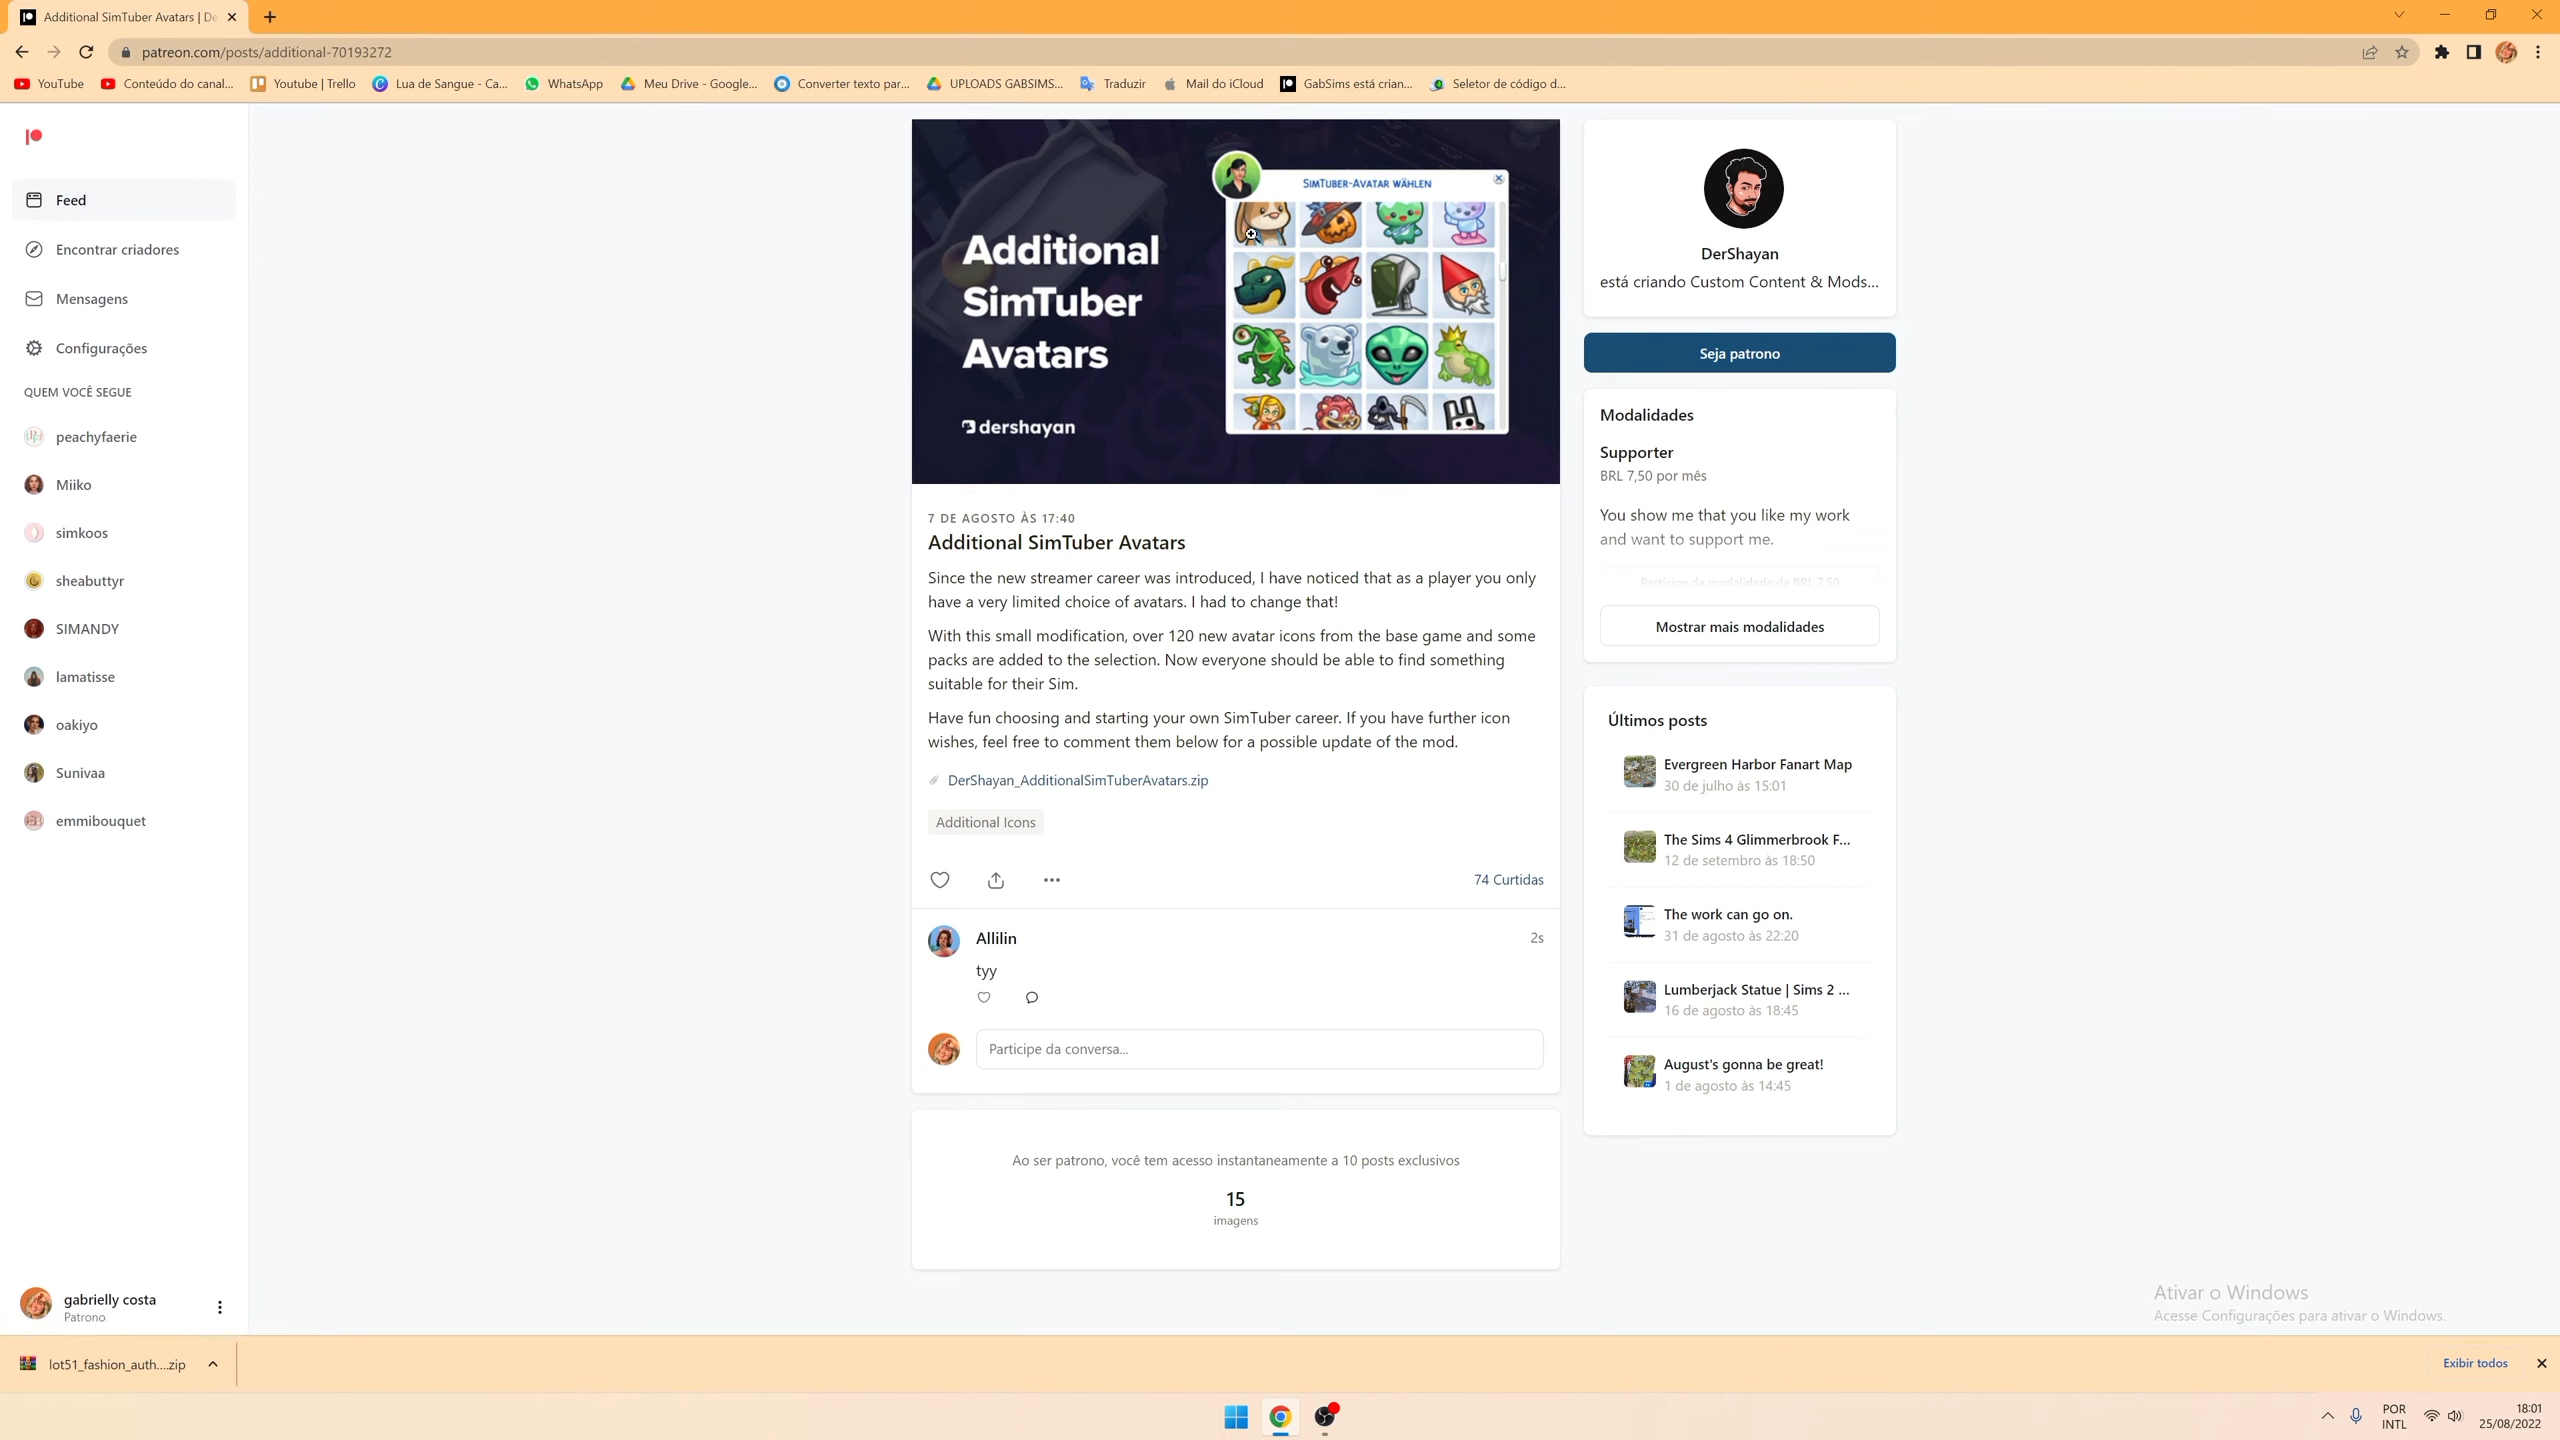 Additional SimTuber Avatars | De
patreon.com/posts/additional-70193272
YouTube
Conteúdo do canal...
Youtube | Trello
Lua de Sangue - Ca...
WhatsApp
Meu Drive - Google...
Converter texto par...
UPLOADS GABSIMS...
Traduzir
Mail do iCloud
GabSims está crian...
Seletor de código d...
Feed
Encontrar criadores
Mensagens
Configurações
QUEM VOCÊ SEGUE
peachyfaerie
Miiko
simkoos
sheabuttyr
SIMANDY
lamatisse
oakiyo
Sunivaa
emmibouquet
gabrielly costa
Patrono
Additional
SimTuber
Avatars
dershayan
SIMTUBER-AVATAR WÄHLEN
7 DE AGOSTO ÀS 17:40
Additional SimTuber Avatars
Since the new streamer career was introduced, I have noticed that as a player you only
have a very limited choice of avatars. I had to change that!
With this small modification, over 120 new avatar icons from the base game and some
packs are added to the selection. Now everyone should be able to find something
suitable for their Sim.
Have fun choosing and starting your own SimTuber career. If you have further icon
wishes, feel free to comment them below for a possible update of the mod.
DerShayan_AdditionalSimTuberAvatars.zip
Additional Icons
74 Curtidas
Allilin
2s
tyy
Participe da conversa...
Ao ser patrono, você tem acesso instantaneamente a 10 posts exclusivos
15
imagens
DerShayan
está criando Custom Content & Mods...
Seja patrono
Modalidades
Supporter
BRL 7,50 por mês
You show me that you like my work
and want to support me.
Participe da modalidade de BRL 7,50
Mostrar mais modalidades
Últimos posts
Evergreen Harbor Fanart Map
30 de julho às 15:01
The Sims 4 Glimmerbrook F...
12 de setembro às 18:50
The work can go on.
31 de agosto às 22:20
Lumberjack Statue | Sims 2 ...
16 de agosto às 18:45
August's gonna be great!
1 de agosto às 14:45
Ativar o Windows
Acesse Configurações para ativar o Windows.
lot51_fashion_auth....zip
Exibir todos
POR
INTL
18:01
25/08/2022